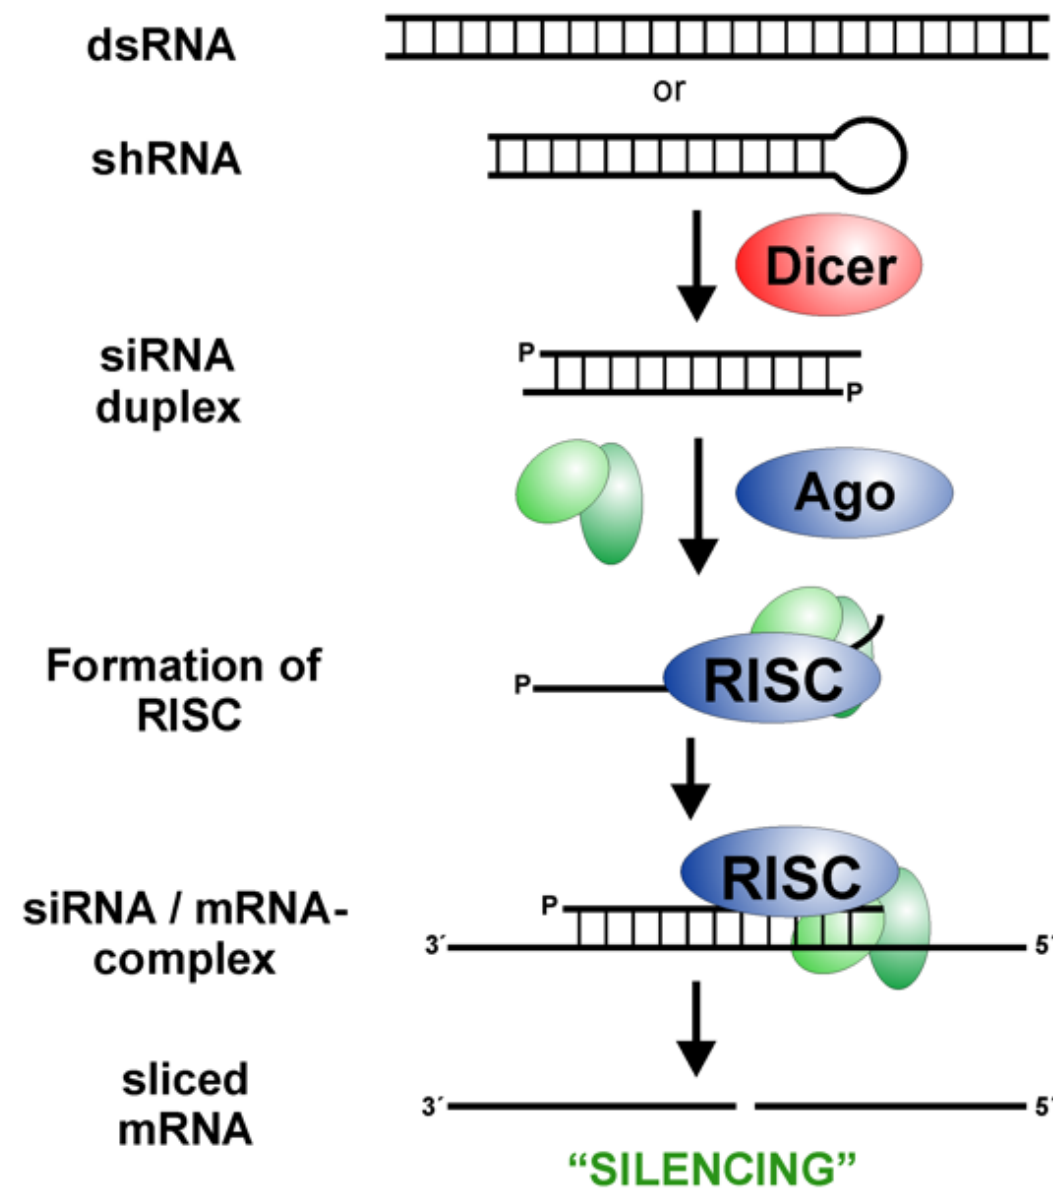 dsRNA
or
shRNA
Dicer
siRNA
duplex
P
P
Ago
Formation of
RISC
P
RISC
siRNA / mRNA-
complex
RISC
P
3´
5´
sliced
mRNA
3´
5´
“SILENCING”